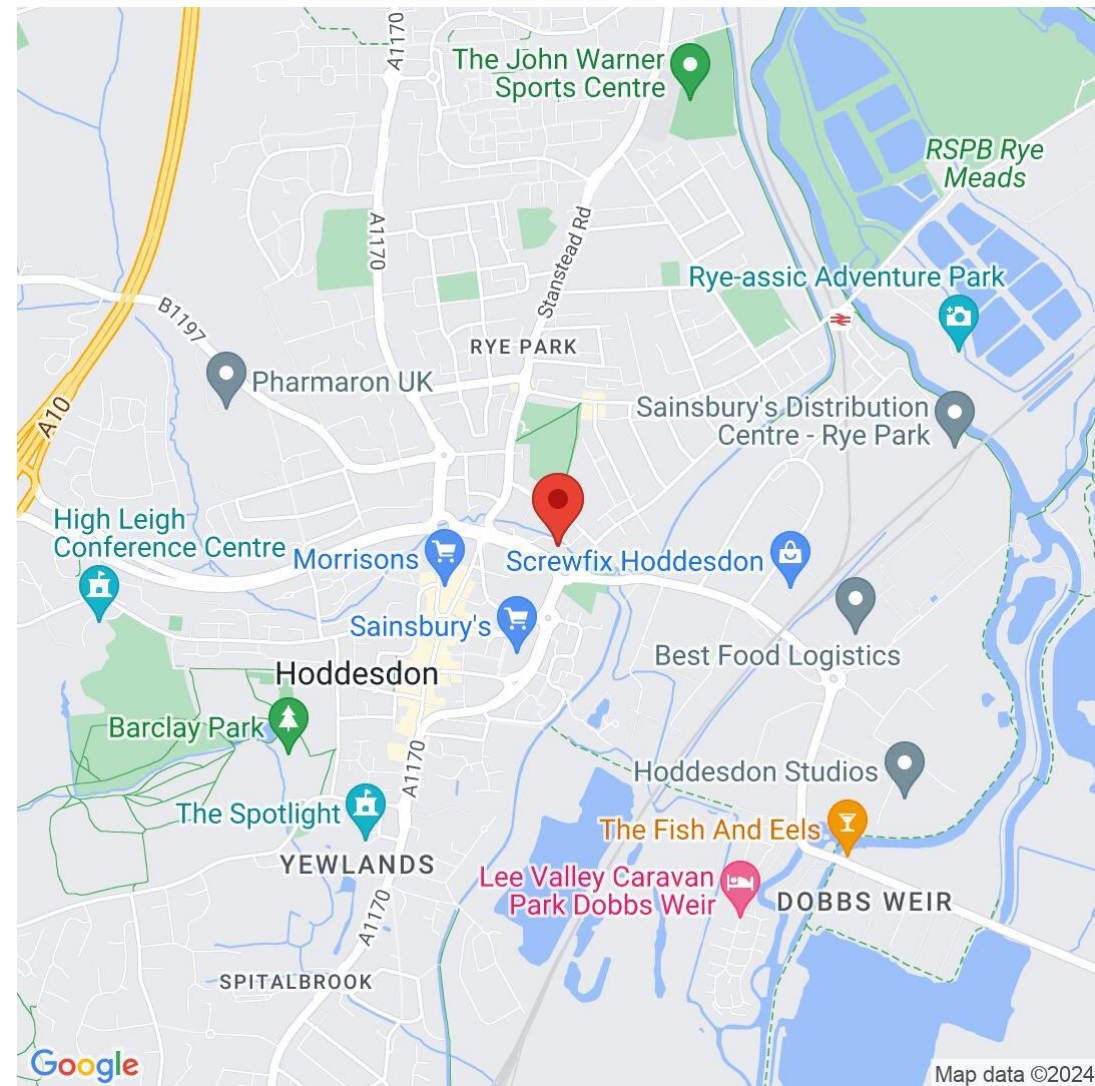 A1170
The John Warner
Sports Centre
RSPB Rye
Meads
A1170
Stanstead Rd
Rye-assic Adventure Park
B1197
RYE PARK
Pharmaron UK
A10
Sainsbury's Distribution
Centre - Rye Park
High Leigh
Conference Centre
Morrisons
Screwfix Hoddesdon
Sainsbury's
Best Food Logistics
Hoddesdon
Barclay Park
A1170
Hoddesdon Studios
The Spotlight
The Fish And Eels
YEWLANDS
Lee Valley Caravan
Park Dobbs Weir
DOBBS WEIR
A1170
SPITALBROOK
Google
Map data ©2024